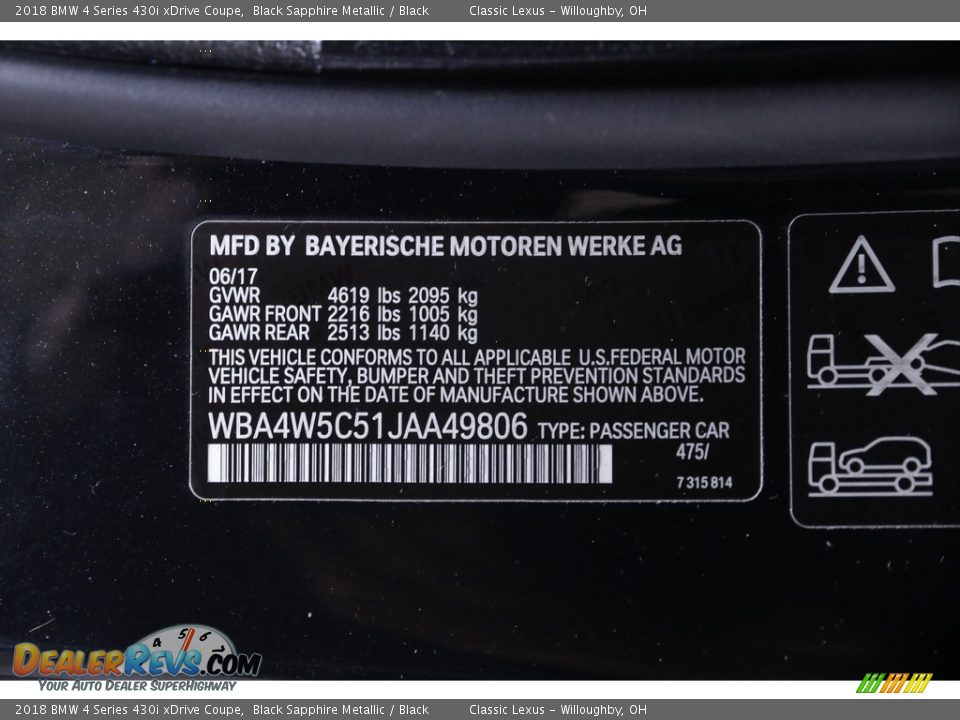 2018 BMW 4 Series 430i xDrive Coupe, Black Sapphire Metallic / Black Classic Lexus - Willoughby, OH
MFD BY BAYERISCHE MOTOREN WERKE AG
06/17
GVWR 4619 lbs 2095 kg
GAWR FRONT 2216 lbs 1005 kg
GAWR REAR 2513 lbs 1140 kg
THIS VEHICLE CONFORMS TO ALL APPLICABLE U.S.FEDERAL MOTOR
VEHICLE SAFETY, BUMPER AND THEFT PREVENTION STANDARDS
IN EFFECT ON THE DATE OF MANUFACTURE SHOWN ABOVE.
WBA4W5C51JAA49806 TYPE: PASSENGER CAR
475/
7 315 814
4 5 6
DEALERREVS.COM
YOUR AUTO DEALER SUPERHIGHWAY
2018 BMW 4 Series 430i xDrive Coupe, Black Sapphire Metallic / Black Classic Lexus - Willoughby, OH